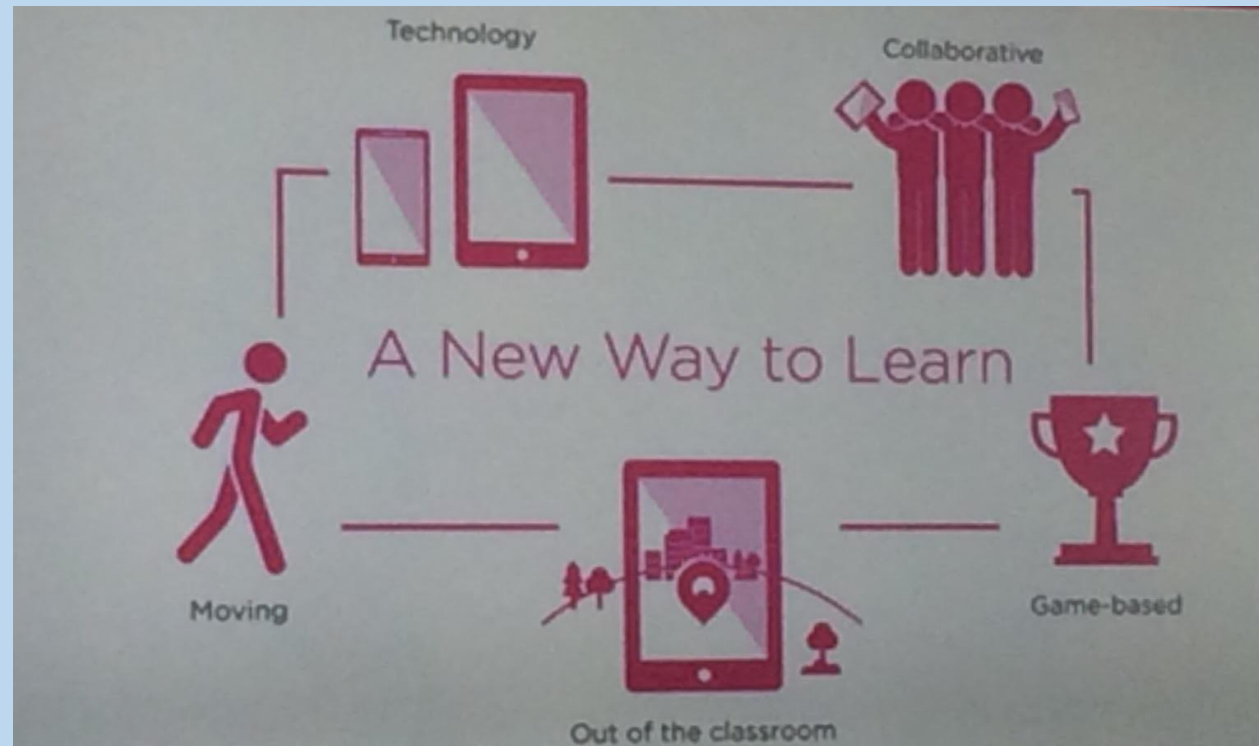 Technology
Collaborative
A New Way to Learn
Moving
Game-based
Out of the classroom